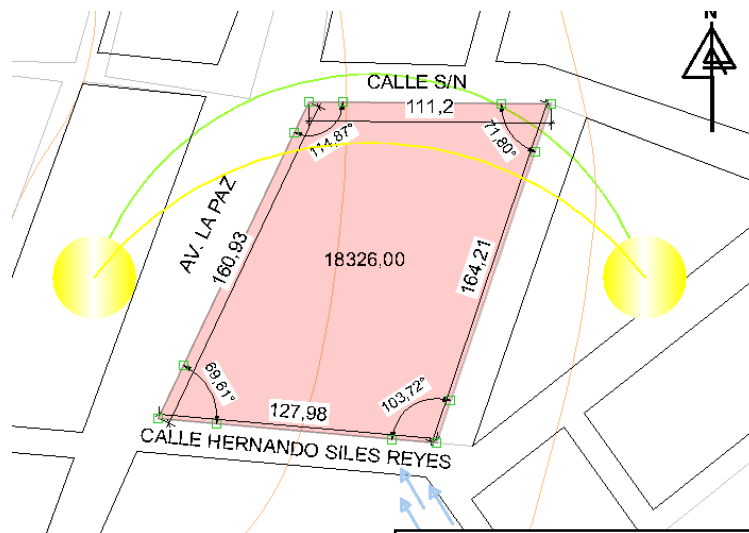 N
CALLE S/N
111,2
114,87°
71,80°
AV. LA PAZ
160,93
18326,00
164,21
69,61°
103,72°
127,98
CALLE HERNANDO SILES REYES